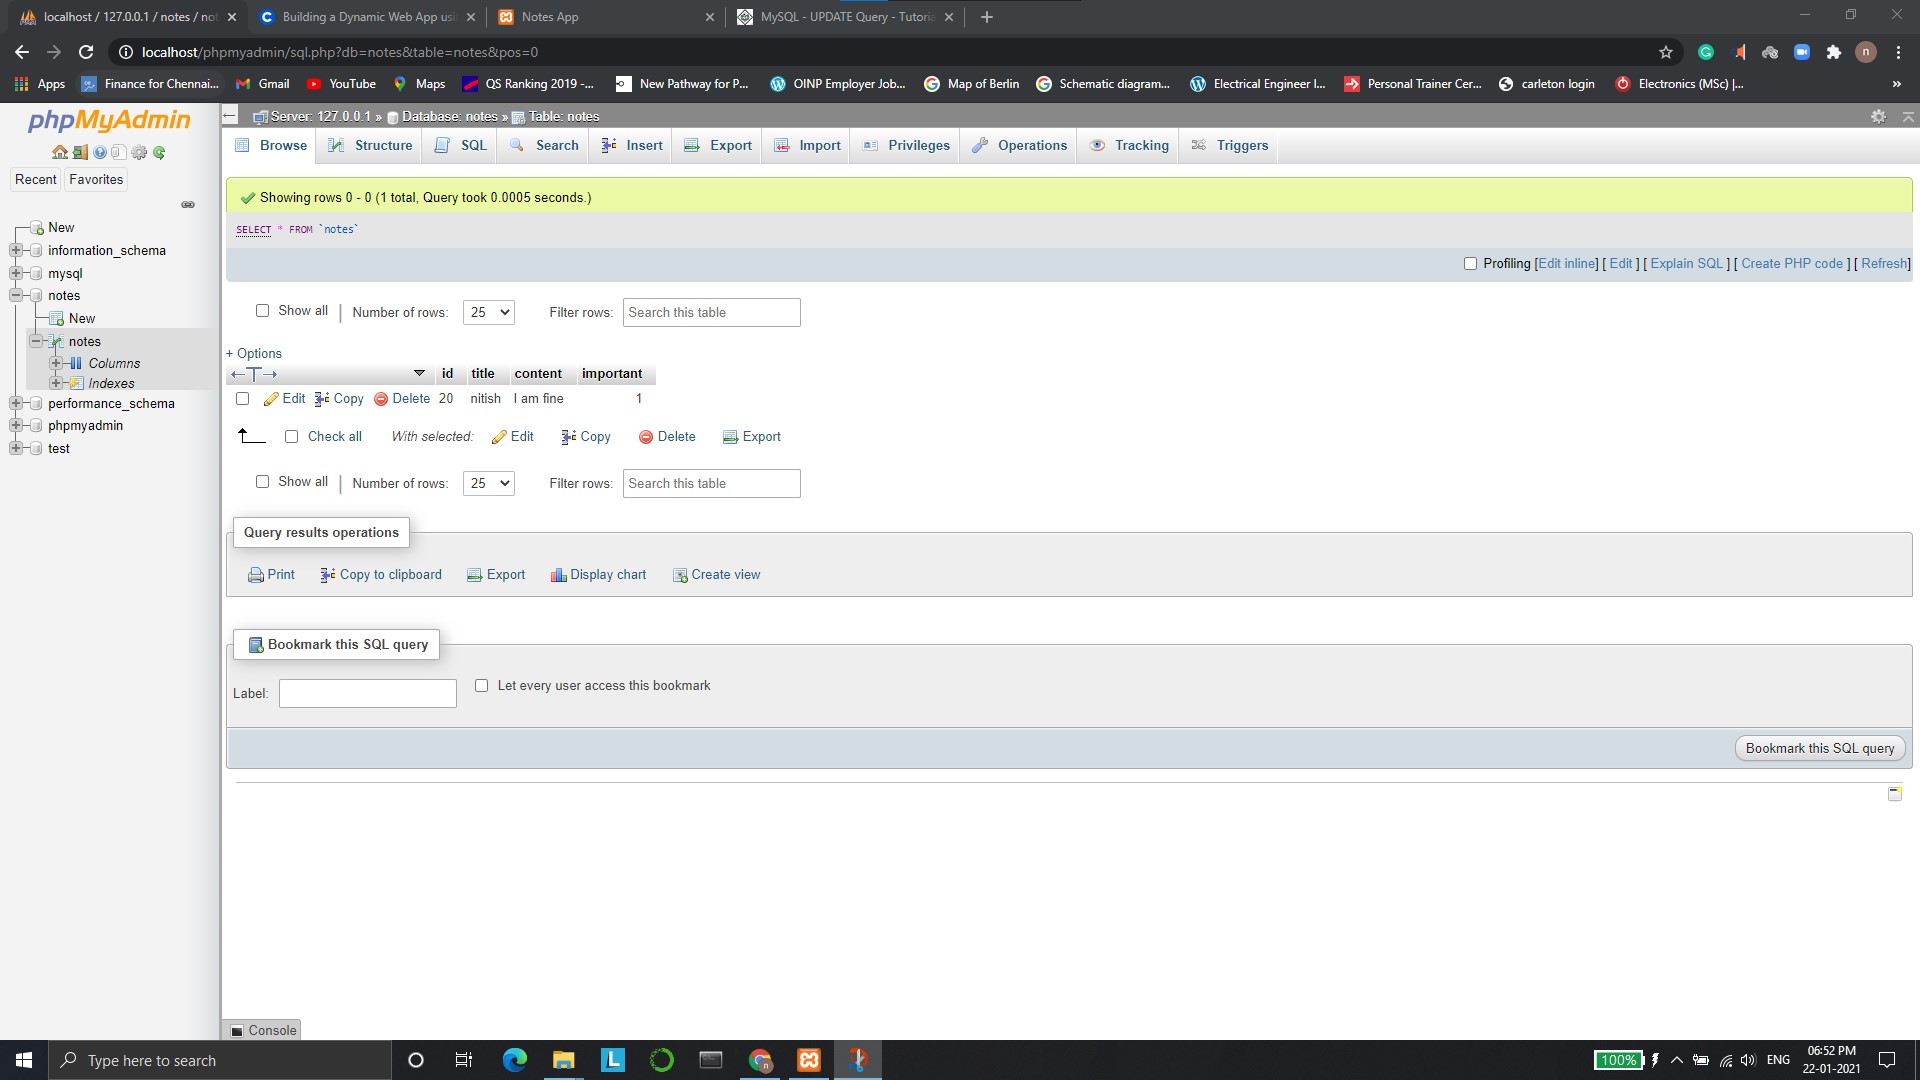 localhost / 127.0.0.1 / notes / not
Building a Dynamic Web App usi
Notes App
MySQL - UPDATE Query - Tutoria
localhost/phpmyadmin/sql.php?db=notes&table=notes&pos=0
n
Apps Finance for Chennai... Gmail YouTube Maps QS Ranking 2019 -... New Pathway for P... OINP Employer Job... Map of Berlin Schematic diagram... Electrical Engineer I... Personal Trainer Cer... carleton login Electronics (MSc) |... »
phpMyAdmin
Recent Favorites
New
information_schema
mysql
notes
New
notes
Columns
Indexes
performance_schema
phpmyadmin
test
Server: 127.0.0.1 » Database: notes » Table: notes
Browse Structure SQL Search Insert Export Import Privileges Operations Tracking Triggers
Showing rows 0 - 0 (1 total, Query took 0.0005 seconds.)
SELECT * FROM `notes`
Profiling [Edit inline] [ Edit ] [ Explain SQL ] [ Create PHP code ] [ Refresh]
Show all | Number of rows: 25 Filter rows: Search this table
+ Options
←T→ id title content important
Edit Copy Delete 20 nitish I am fine 1
Check all With selected: Edit Copy Delete Export
Show all | Number of rows: 25 Filter rows: Search this table
Query results operations
Print Copy to clipboard Export Display chart Create view
Bookmark this SQL query
Label: Let every user access this bookmark
Bookmark this SQL query
Console
Type here to search
L
n
100% ENG
06:52 PM
22-01-2021